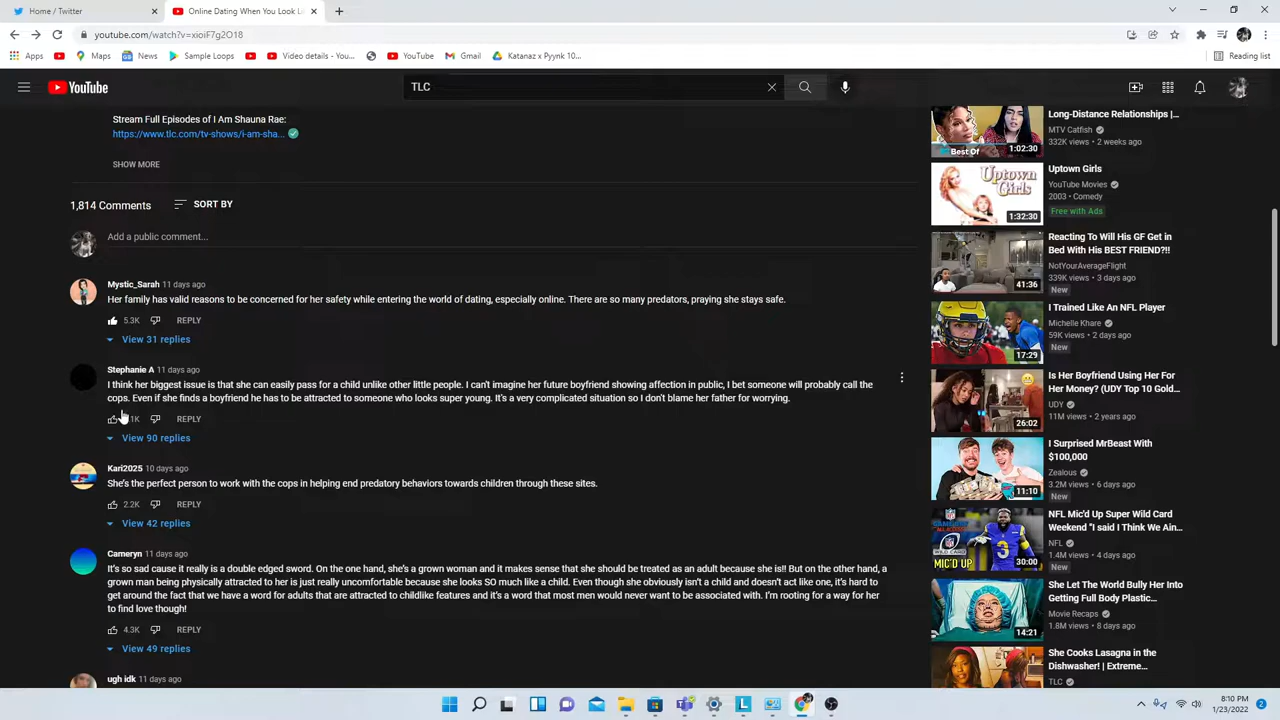 Home / Twitter
Online Dating When You Look Li
youtube.com/watch?v=xioiF7g2O18
Apps
Maps
News
Sample Loops
Video details - You...
YouTube
Gmail
Katanaz x Pyynk 10...
Reading list
YouTube
TLC
Stream Full Episodes of I Am Shauna Rae:
https://www.tlc.com/tv-shows/i-am-sha...
SHOW MORE
1,814 Comments
SORT BY
Add a public comment...
Mystic_Sarah 11 days ago
Her family has valid reasons to be concerned for her safety while entering the world of dating, especially online. There are so many predators, praying she stays safe.
5.3K
REPLY
View 31 replies
Stephanie A 11 days ago
I think her biggest issue is that she can easily pass for a child unlike other little people. I can't imagine her future boyfriend showing affection in public, I bet someone will probably call the
cops. Even if she finds a boyfriend he has to be attracted to someone who looks super young. It's a very complicated situation so I don't blame her father for worrying.
REPLY
View 90 replies
Kari2025 10 days ago
She's the perfect person to work with the cops in helping end predatory behaviors towards children through these sites.
2.2K
REPLY
View 42 replies
Cameryn 11 days ago
It's so sad cause it really is a double edged sword. On the one hand, she's a grown woman and it makes sense that she should be treated as an adult because she is!! But on the other hand, a
grown man being physically attracted to her is just really uncomfortable because she looks SO much like a child. Even though she obviously isn't a child and doesn't act like one, it's hard to
get around the fact that we have a word for adults that are attracted to childlike features and it's a word that most men would never want to be associated with. I'm rooting for a way for her
to find love though!
4.3K
REPLY
View 49 replies
ugh idk 11 days ago
Best Of
1:02:30
Long-Distance Relationships |...
MTV Catfish
332K views • 2 weeks ago
Uptown Girls
1:32:30
Uptown Girls
YouTube Movies
2003 • Comedy
Free with Ads
41:36
Reacting To Will His GF Get in
Bed With His BEST FRIEND?!!
NotYourAverageFlight
339K views • 3 days ago
New
17:29
I Trained Like An NFL Player
Michelle Khare
59K views • 2 days ago
New
26:02
Is Her Boyfriend Using Her For
Her Money? (UDY Top 10 Gold...
UDY
11M views • 2 years ago
11:10
I Surprised MrBeast With
$100,000
Zealous
3.2M views • 6 days ago
New
MIC'D UP
30:00
NFL Mic'd Up Super Wild Card
Weekend "I said I Think We Ain...
NFL
1.4M views • 4 days ago
New
14:21
She Let The World Bully Her Into
Getting Full Body Plastic...
Movie Recaps
1.8M views • 8 days ago
She Cooks Lasagna in the
Dishwasher! | Extreme...
TLC
8:10 PM
1/23/2022
2